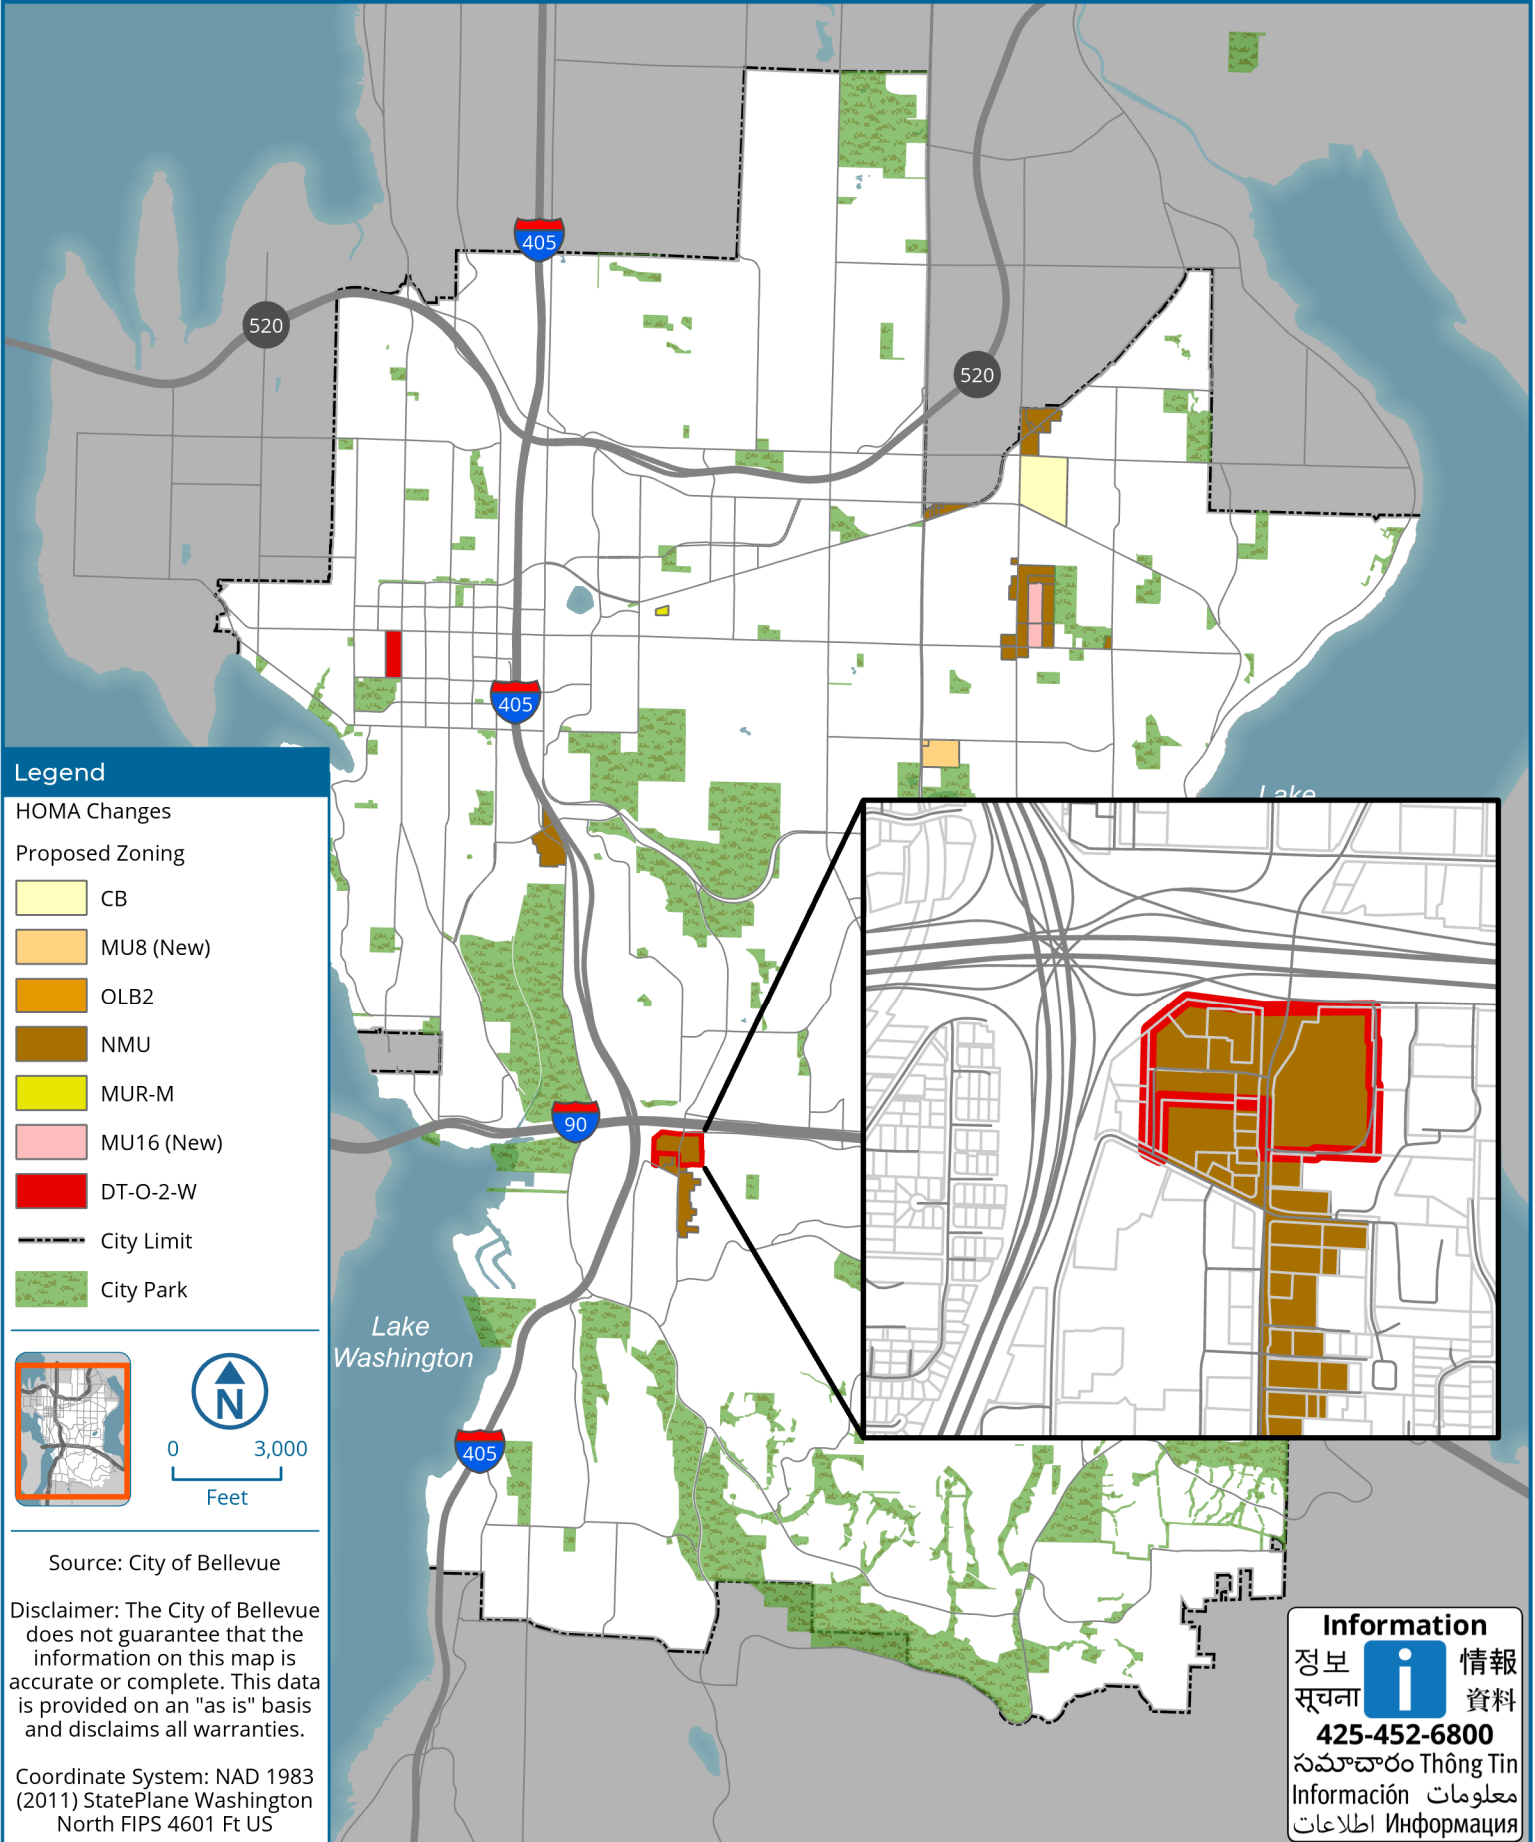 405
520
520
405
Lake
Legend
HOMA Changes
Proposed Zoning
CB
MU8 (New)
OLB2
NMU
MUR-M
MU16 (New)
DT-O-2-W
City Limit
City Park
90
Lake
Washington
405
N
0 3,000
Feet
Source: City of Bellevue
Disclaimer: The City of Bellevue
does not guarantee that the
information on this map is
accurate or complete. This data
is provided on an "as is" basis
and disclaims all warranties.
Coordinate System: NAD 1983
(2011) StatePlane Washington
North FIPS 4601 Ft US
Information
정보 i 情報
सूचना 資料
425-452-6800
సమాచారం Thông Tin
Información معلومات
اطلاعات Информация